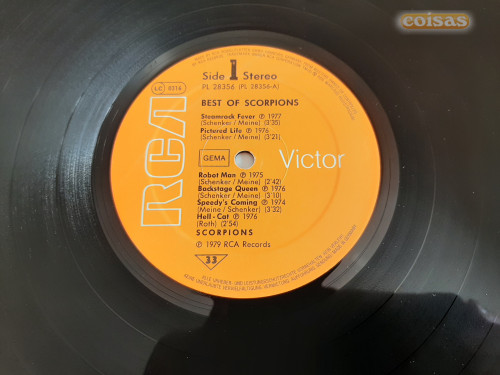 coisas
Side 1 Stereo
PL 28356 (PL 28356-A)
LC 0316
BEST OF SCORPIONS
Steamrock Fever ℗ 1977
(Schenker / Meine) (3'35)
Pictured Life ℗ 1976
(Schenker / Meine) (3'21)
GEMA
RCA
Victor
Robot Man ℗ 1975
(Schenker / Meine) (2'42)
Backstage Queen ℗ 1976
(Schenker / Meine) (3'10)
Speedy's Coming ℗ 1974
(Meine / Schenker) (3'32)
Hell-Cat ℗ 1976
(Roth) (2'54)
SCORPIONS
℗ 1979 RCA Records
33